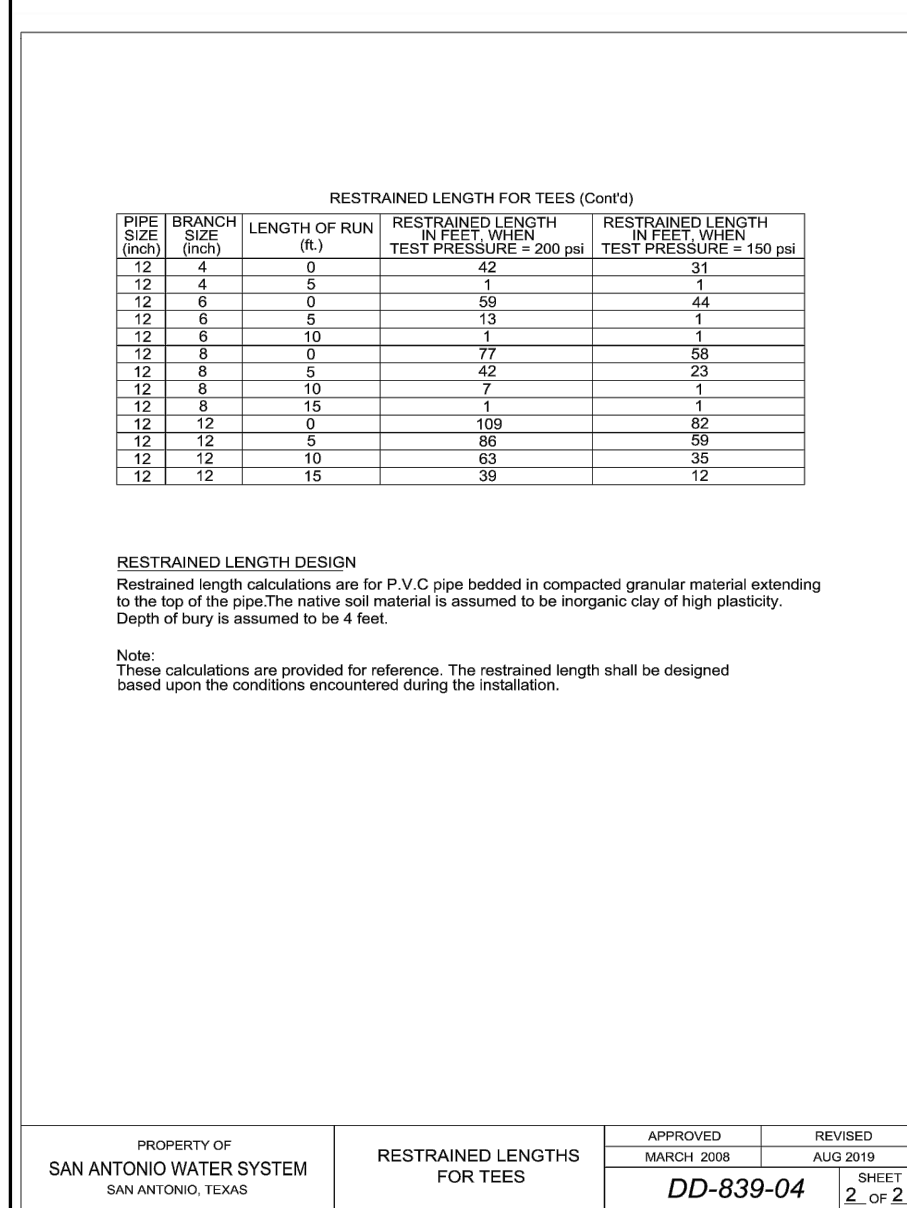 RESTRAINED LENGTH FOR TEES (Cont'd)
PIPE SIZE (inch) BRANCH SIZE (inch) LENGTH OF RUN (ft.) RESTRAINED LENGTH IN FEET, WHEN TEST PRESSURE = 200 psi RESTRAINED LENGTH IN FEET, WHEN TEST PRESSURE = 150 psi
12 4 0 42 31
12 4 5 1 1
12 6 0 59 44
12 6 5 13 1
12 6 10 1 1
12 8 0 77 58
12 8 5 42 23
12 8 10 7 1
12 8 15 1 1
12 12 0 109 82
12 12 5 86 59
12 12 10 63 35
12 12 15 39 12
RESTRAINED LENGTH DESIGN
Restrained length calculations are for P.V.C pipe bedded in compacted granular material extending
to the top of the pipe.The native soil material is assumed to be inorganic clay of high plasticity.
Depth of bury is assumed to be 4 feet.
Note:
These calculations are provided for reference. The restrained length shall be designed
based upon the conditions encountered during the installation.
PROPERTY OF
SAN ANTONIO WATER SYSTEM
SAN ANTONIO, TEXAS
RESTRAINED LENGTHS
FOR TEES
APPROVED
MARCH 2008
REVISED
AUG 2019
DD-839-04
SHEET
2 OF 2